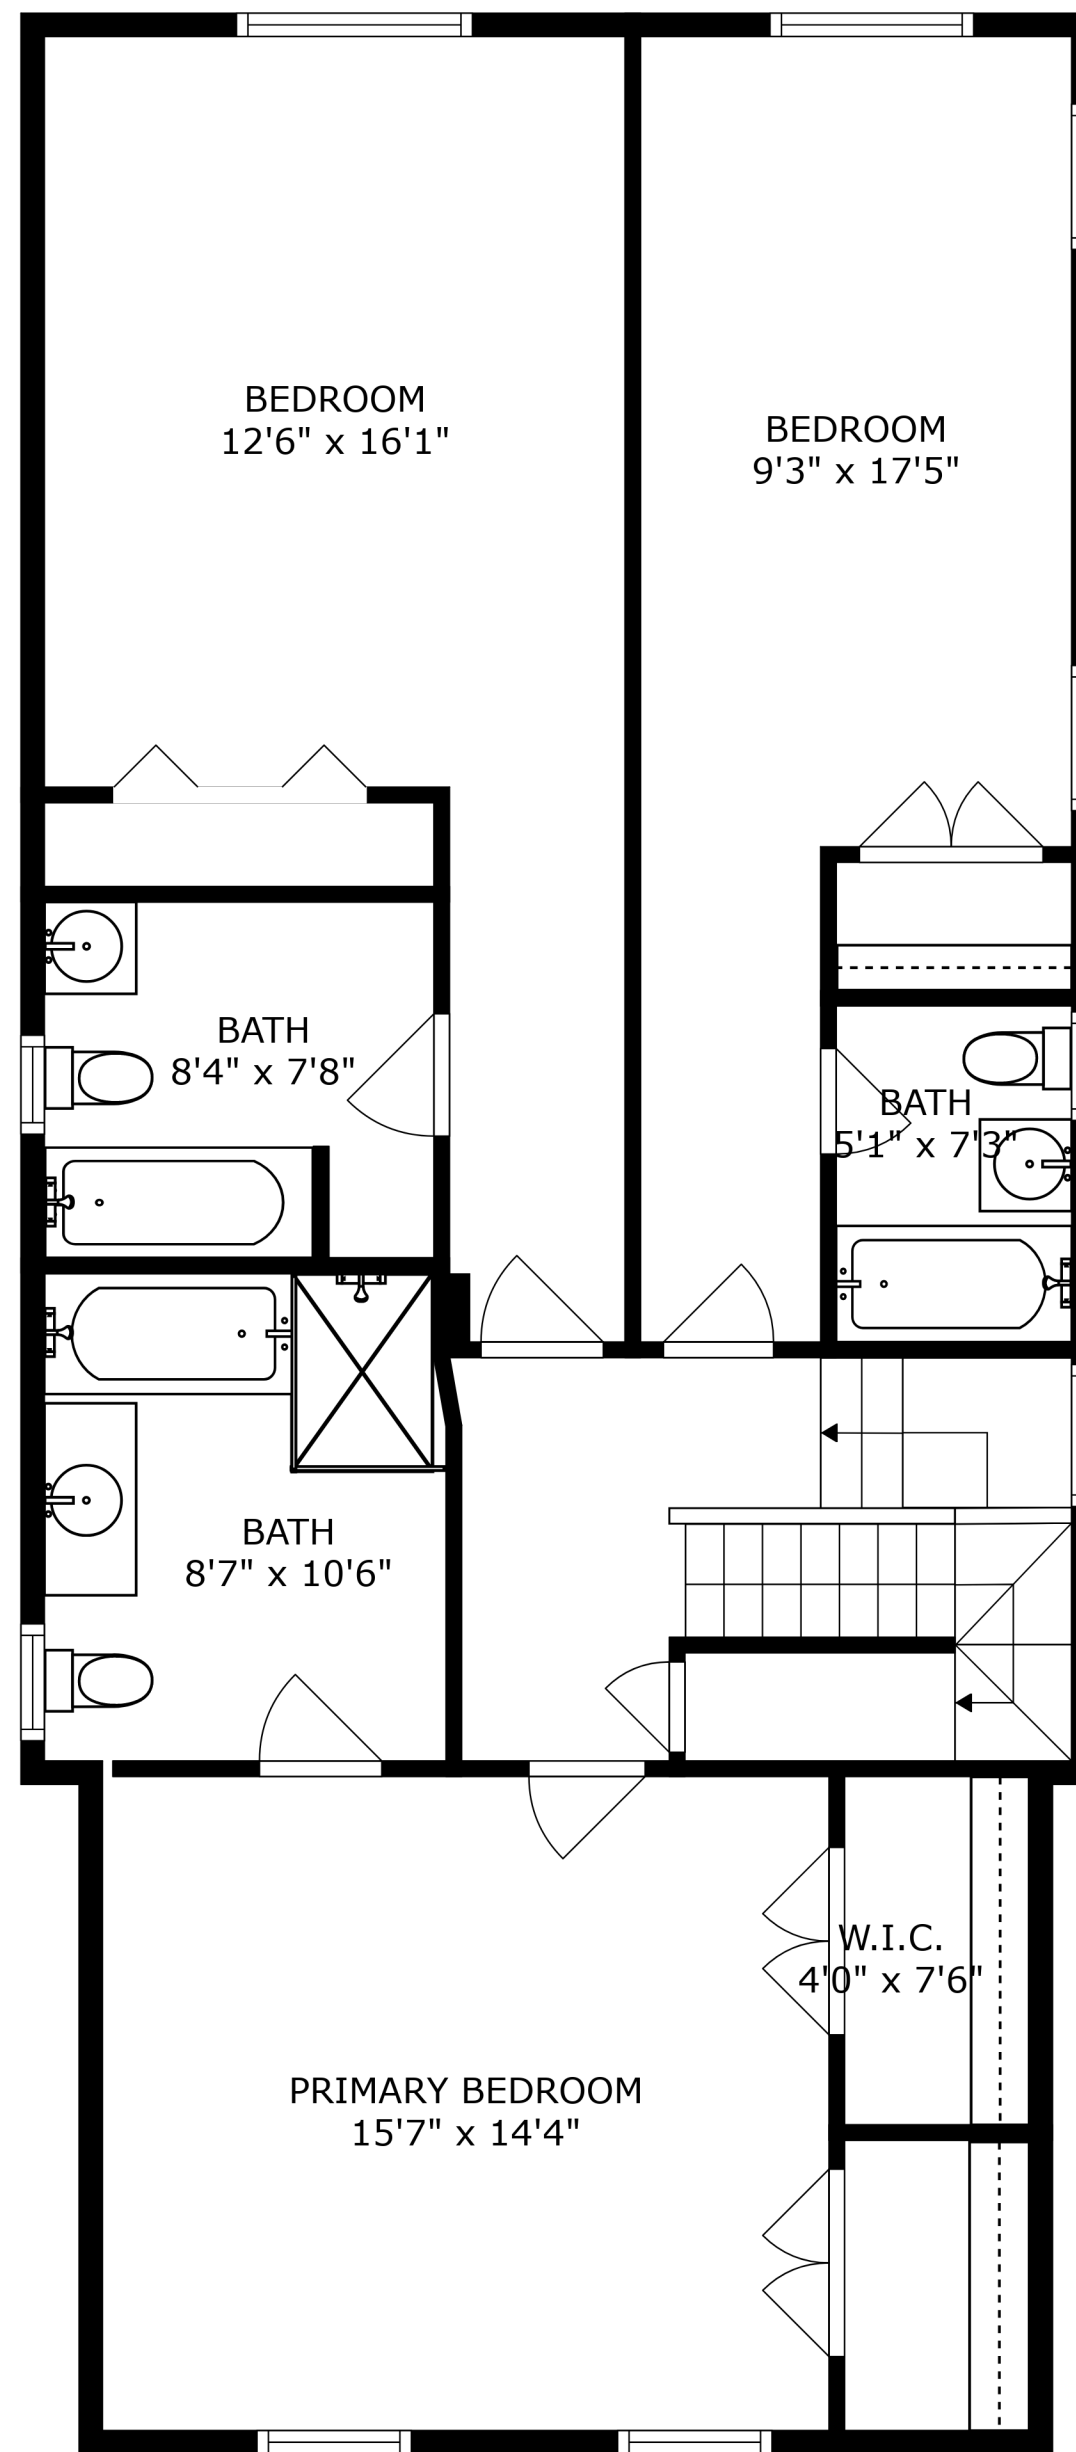 BEDROOM
12'6" x 16'1"
BEDROOM
9'3" x 17'5"
BATH
8'4" x 7'8"
BATH
5'1" x 7'3"
BATH
8'7" x 10'6"
W.I.C.
4'0" x 7'6"
PRIMARY BEDROOM
15'7" x 14'4"